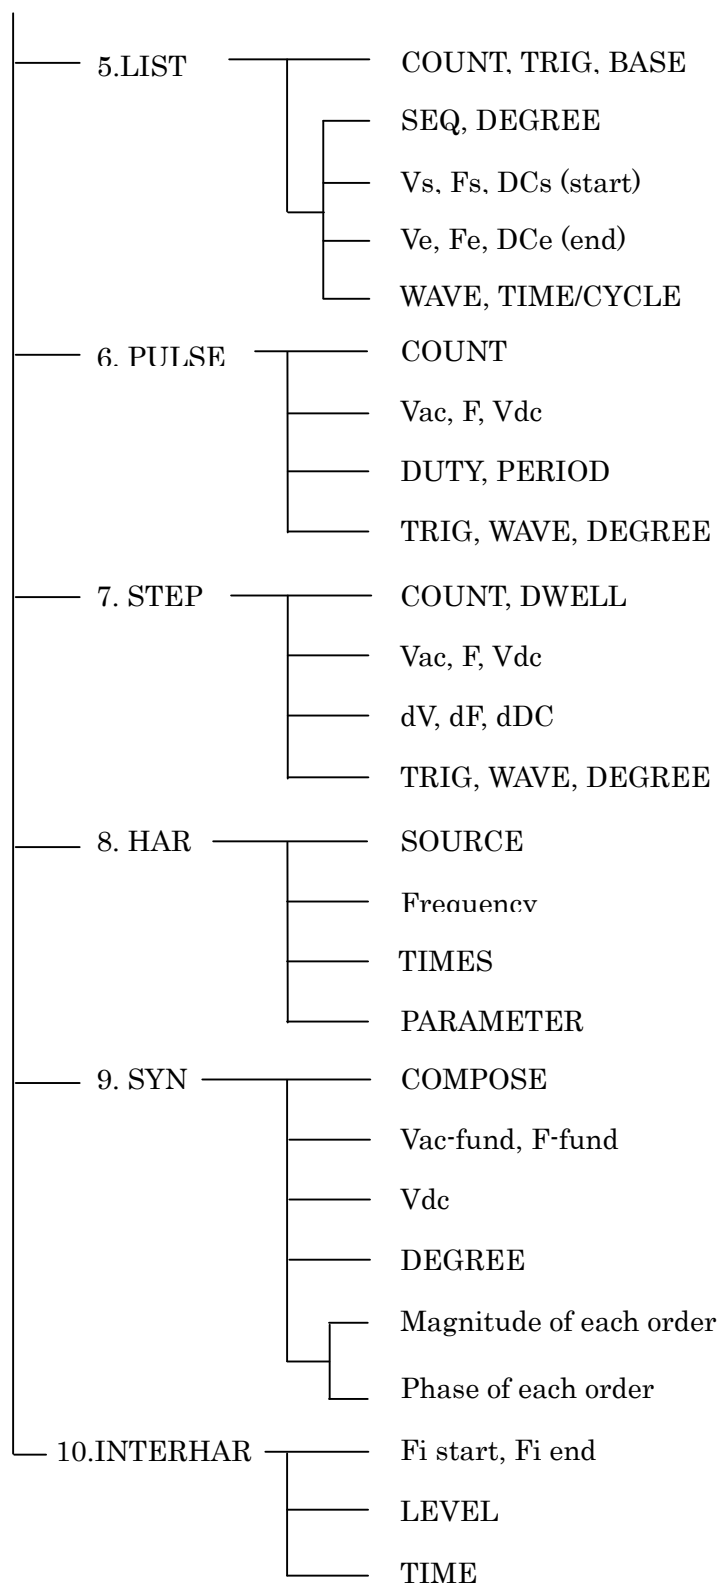 5.LIST COUNT, TRIG, BASE
SEQ, DEGREE
Vs, Fs, DCs (start)
Ve, Fe, DCe (end)
WAVE, TIME/CYCLE
6. PULSE COUNT
Vac, F, Vdc
DUTY, PERIOD
TRIG, WAVE, DEGREE
7. STEP COUNT, DWELL
Vac, F, Vdc
dV, dF, dDC
TRIG, WAVE, DEGREE
8. HAR SOURCE
Frequency
TIMES
PARAMETER
9. SYN COMPOSE
Vac-fund, F-fund
Vdc
DEGREE
Magnitude of each order
Phase of each order
10.INTERHAR Fi start, Fi end
LEVEL
TIME